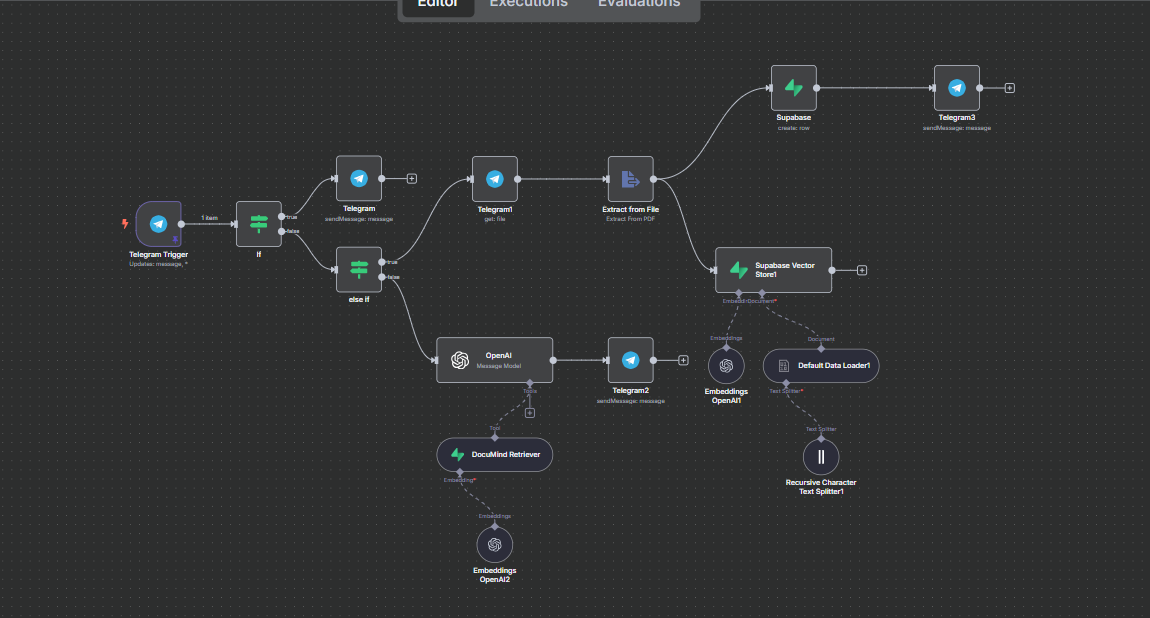 Editor Executions Evaluations
Supabase
create: row
Telegram3
sendMessage: message
Telegram
sendMessage: message
Telegram1
get: file
Extract from File
Extract From PDF
1 item
true
false
Telegram Trigger
Updates: message, *
If
true
false
else if
Supabase Vector
Store1
Embedding
Document*
Embeddings
Document
Default Data Loader1
Embeddings
OpenAI1
Text Splitter*
Text Splitter
Recursive Character
Text Splitter1
OpenAI
Message Model
Tools
Telegram2
sendMessage: message
Tool
DocuMind Retriever
Embedding*
Embeddings
Embeddings
OpenAI2